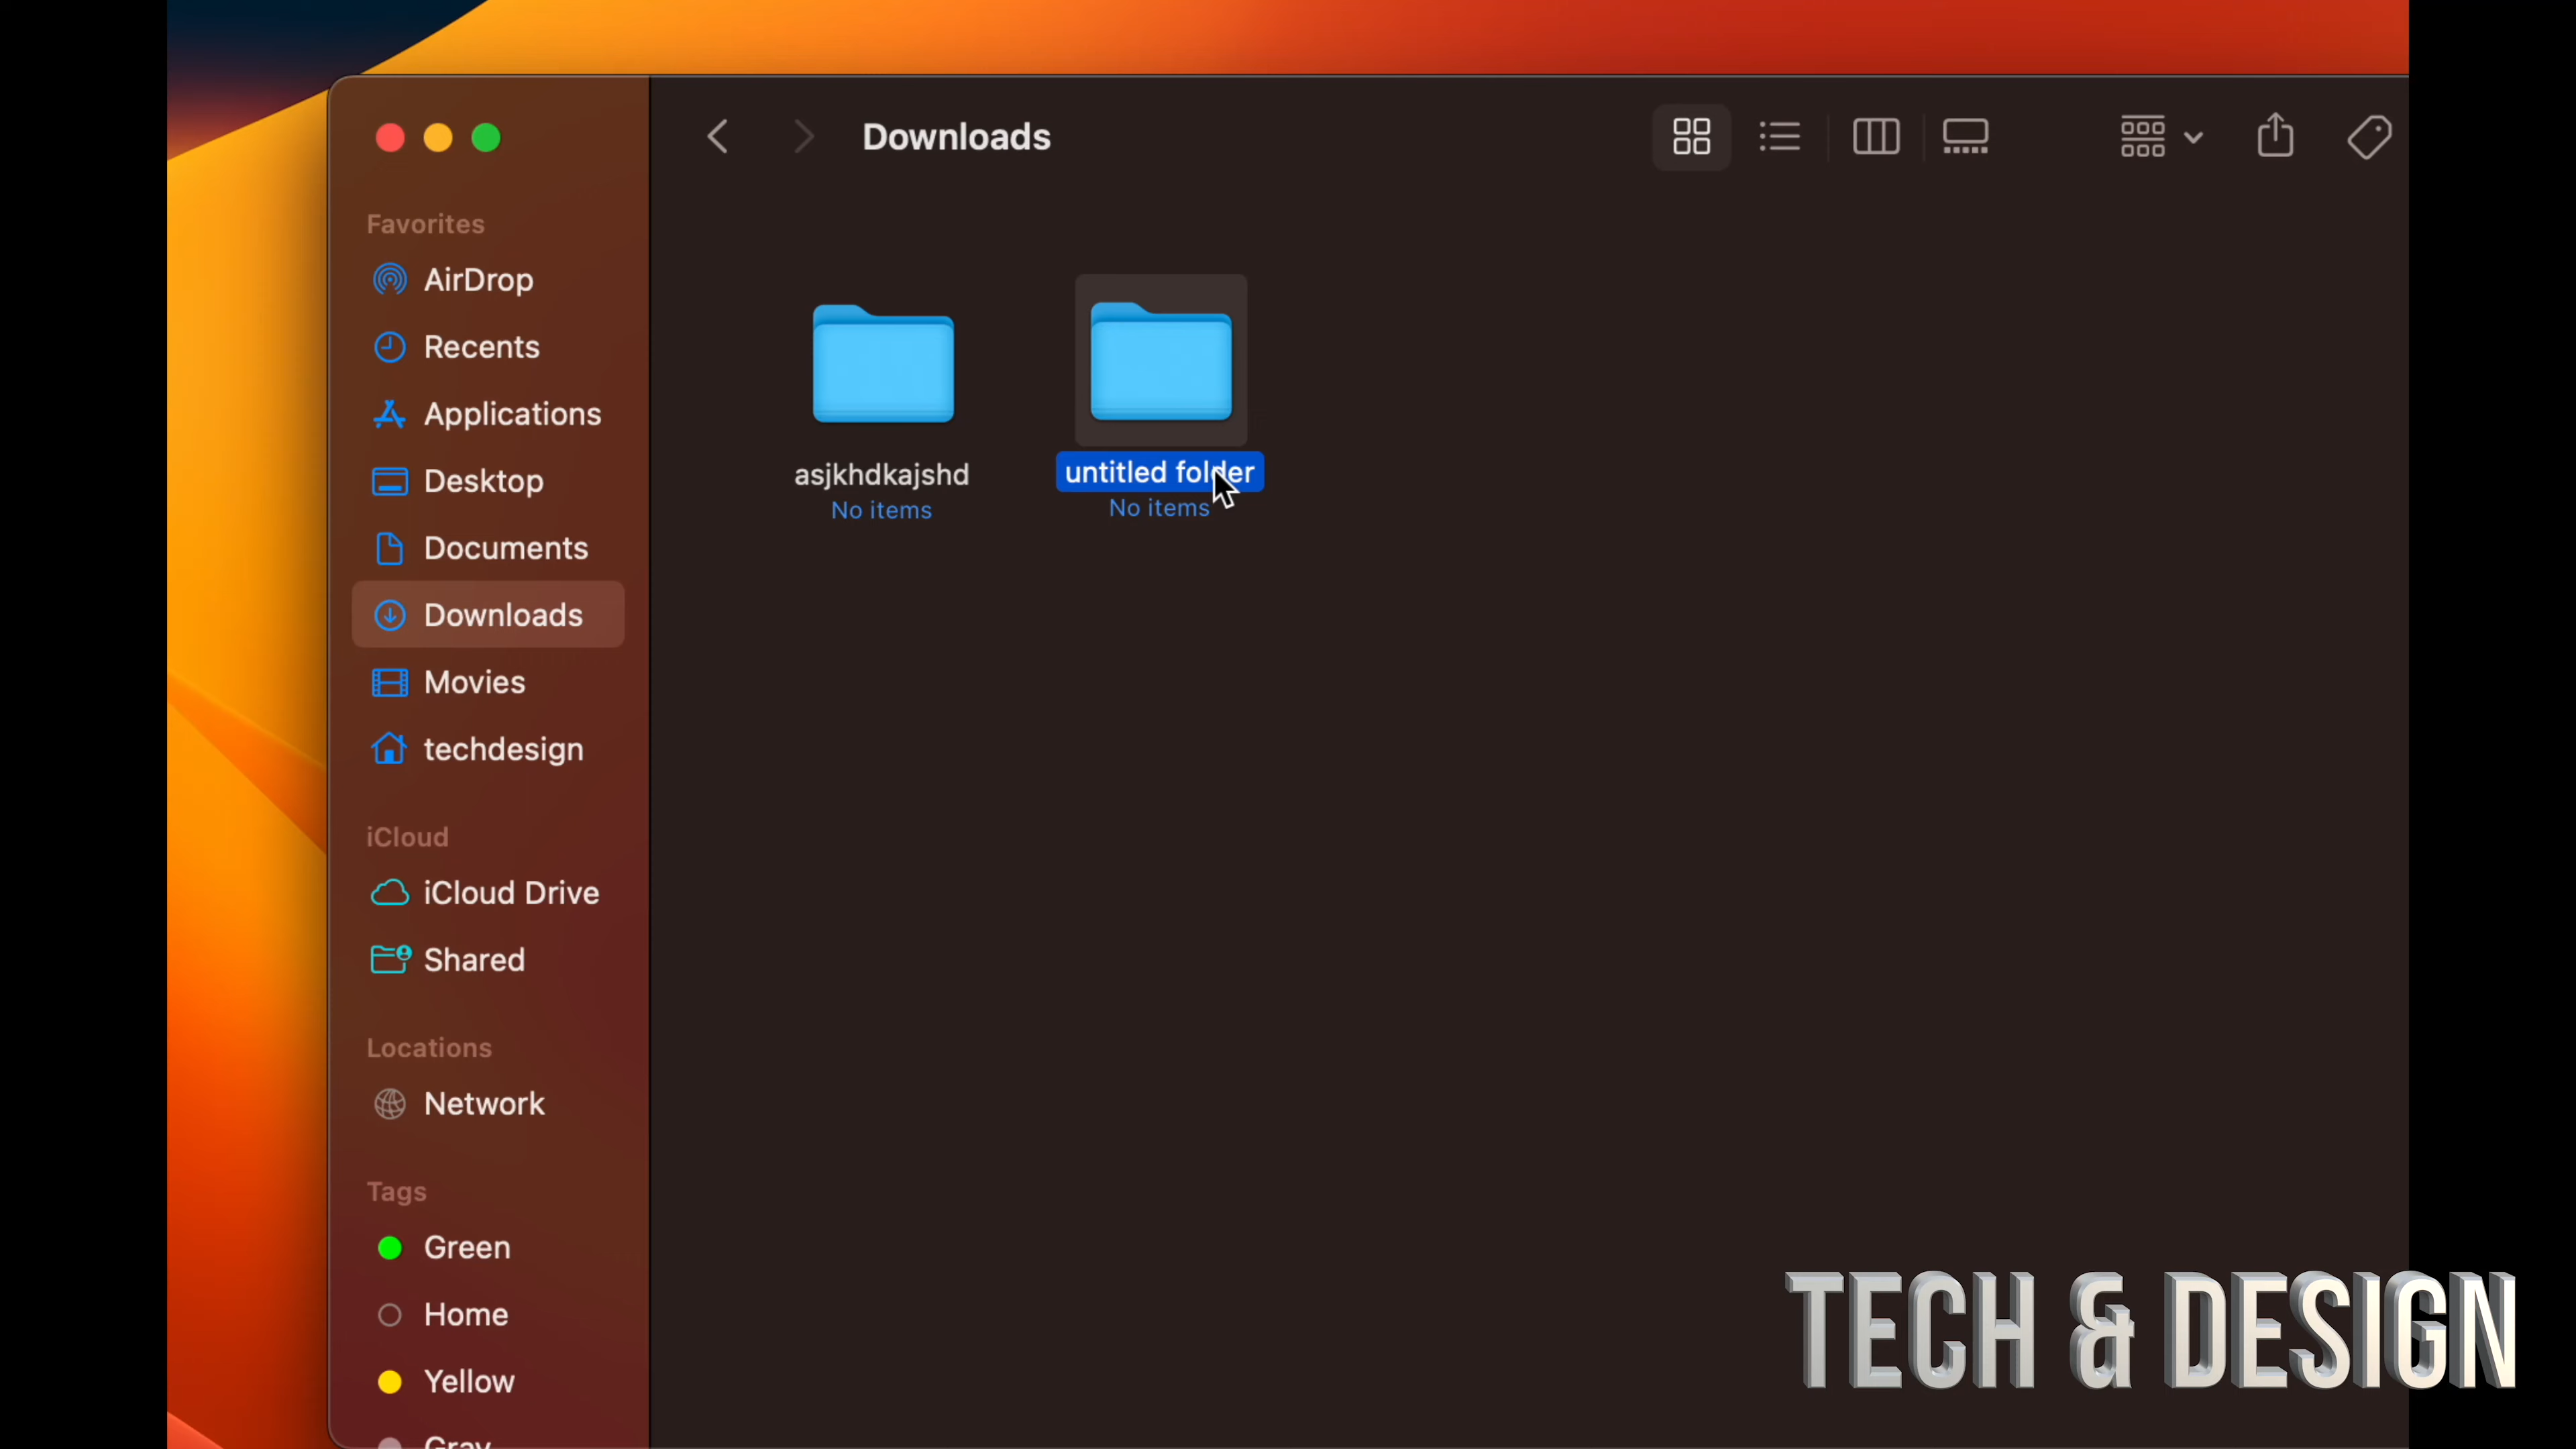 Downloads
Favorites
AirDrop
Recents
Applications
Desktop
Documents
Downloads
Movies
techdesign
iCloud
iCloud Drive
Shared
Locations
Network
Tags
Green
Home
Yellow
Gray
asjkhdkajshd
No items
untitled folder
No items
TECH & DESIGN